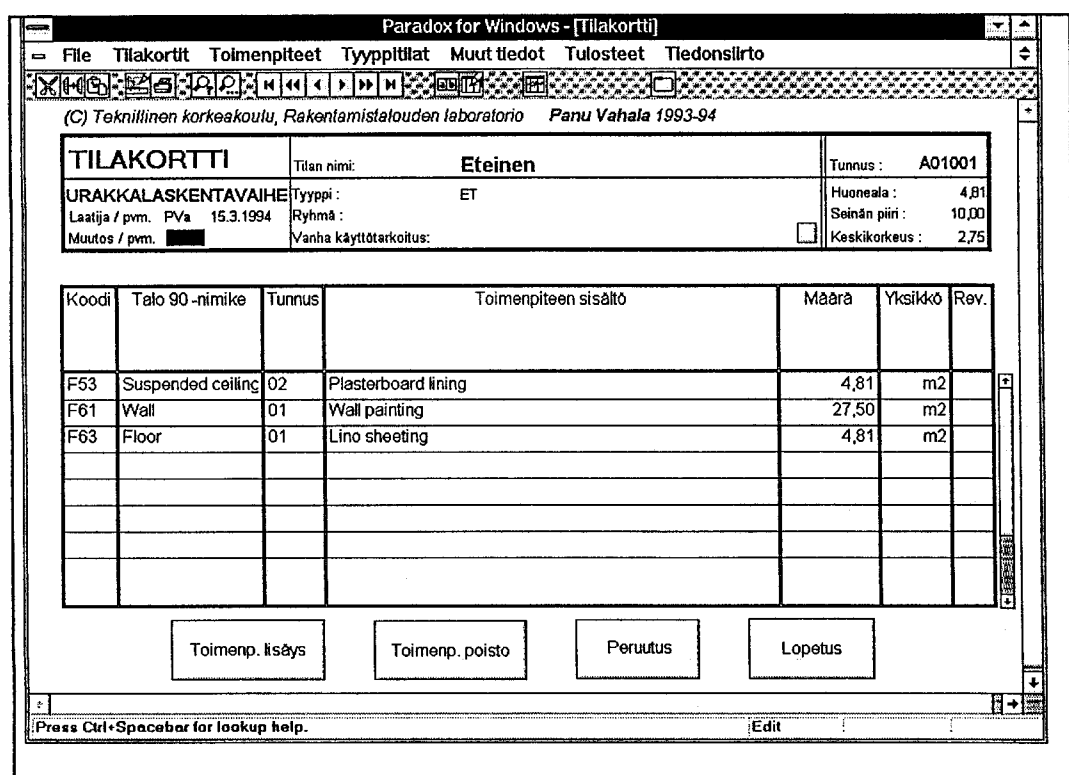 Paradox for Windows - [Tilakortti]
File Tilakortit Toimenpiteet Tyyppitilat Muut tiedot Tulosteet Tiedonsiirto
(C) Teknillinen korkeakoulu, Rakentamistalouden laboratorio Panu Vahala 1993-94
TILAKORTTI Tilan nimi: Eteinen Tunnus : A01001
URAKKALASKENTAVAIHE Tyyppi : ET Huoneala : 4,81
Laatija / pvm. PVa 15.3.1994 Ryhmä : Seinän piiri : 10,00
Muutos / pvm. Vanha käyttötarkoitus: Keskikorkeus : 2,75
Koodi Talo 90 -nimike Tunnus Toimenpiteen sisältö Määrä Yksikkö Rev.
F53 Suspended ceiling 02 Plasterboard lining 4,81 m2
F61 Wall 01 Wall painting 27,50 m2
F63 Floor 01 Lino sheeting 4,81 m2
Toimenp. lisäys Toimenp. poisto Peruutus Lopetus
Press Ctrl+Spacebar for lookup help. Edit